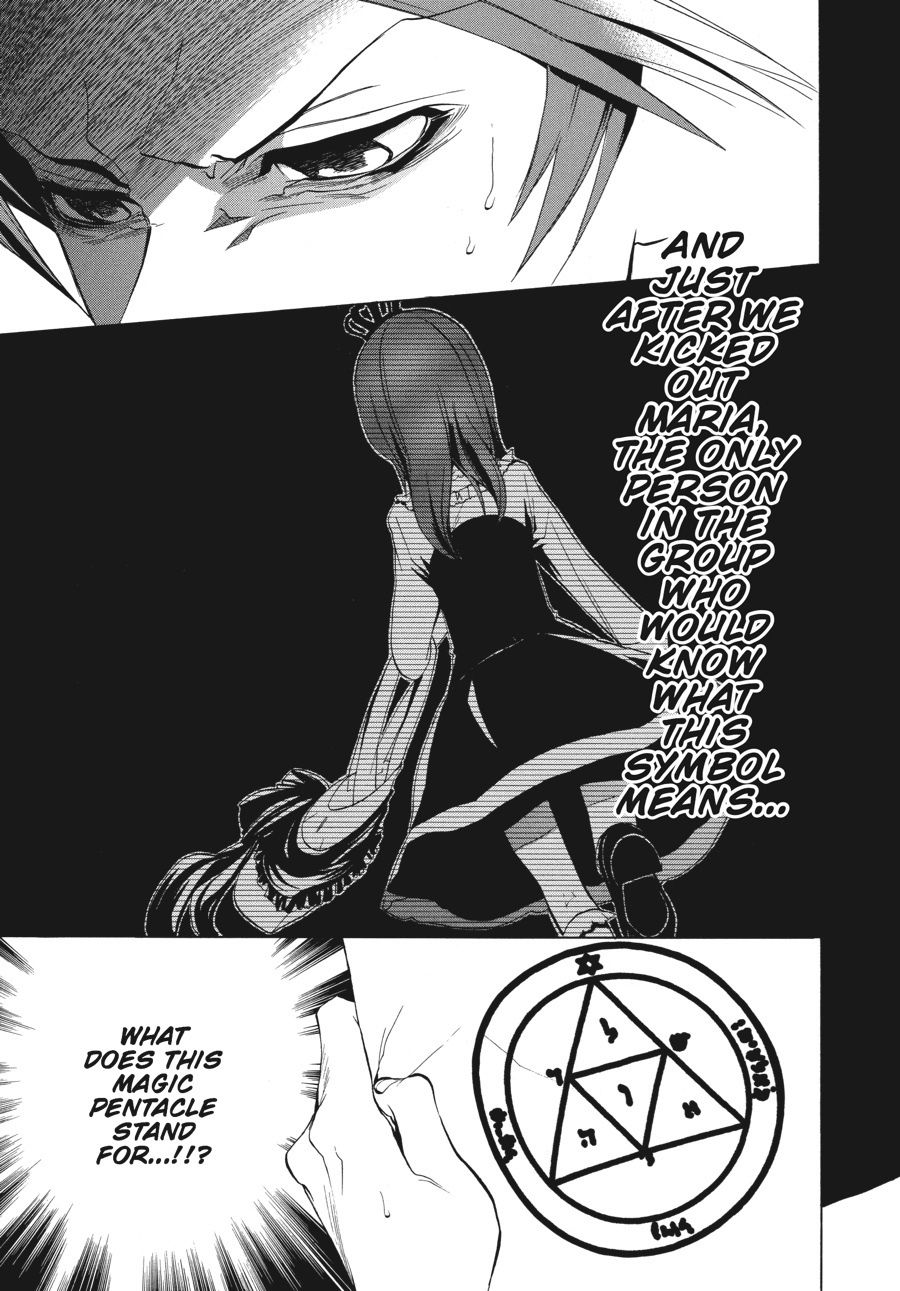 AND
JUST
AFTER WE
KICKED
OUT
MARIA,
THE ONLY
PERSON
IN THE
GROUP
WHO
WOULD
KNOW
WHAT
THIS
SYMBOL
MEANS...
WHAT
DOES THIS
MAGIC
PENTACLE
STAND
FOR...!!?